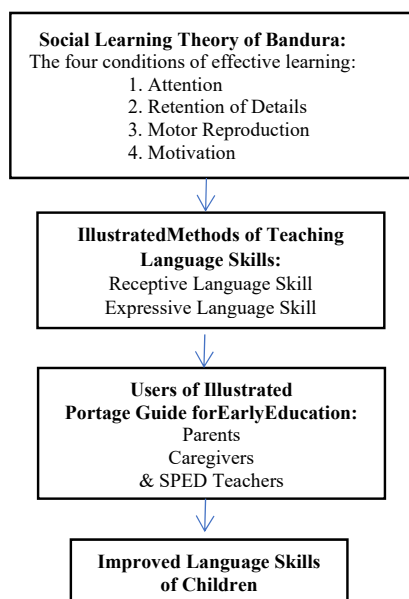 Social Learning Theory of Bandura:
The four conditions of effective learning:
1. Attention
2. Retention of Details
3. Motor Reproduction
4. Motivation
IllustratedMethods of Teaching
Language Skills:
Receptive Language Skill
Expressive Language Skill
Users of Illustrated
Portage Guide forEarlyEducation:
Parents
Caregivers
& SPED Teachers
Improved Language Skills
of Children